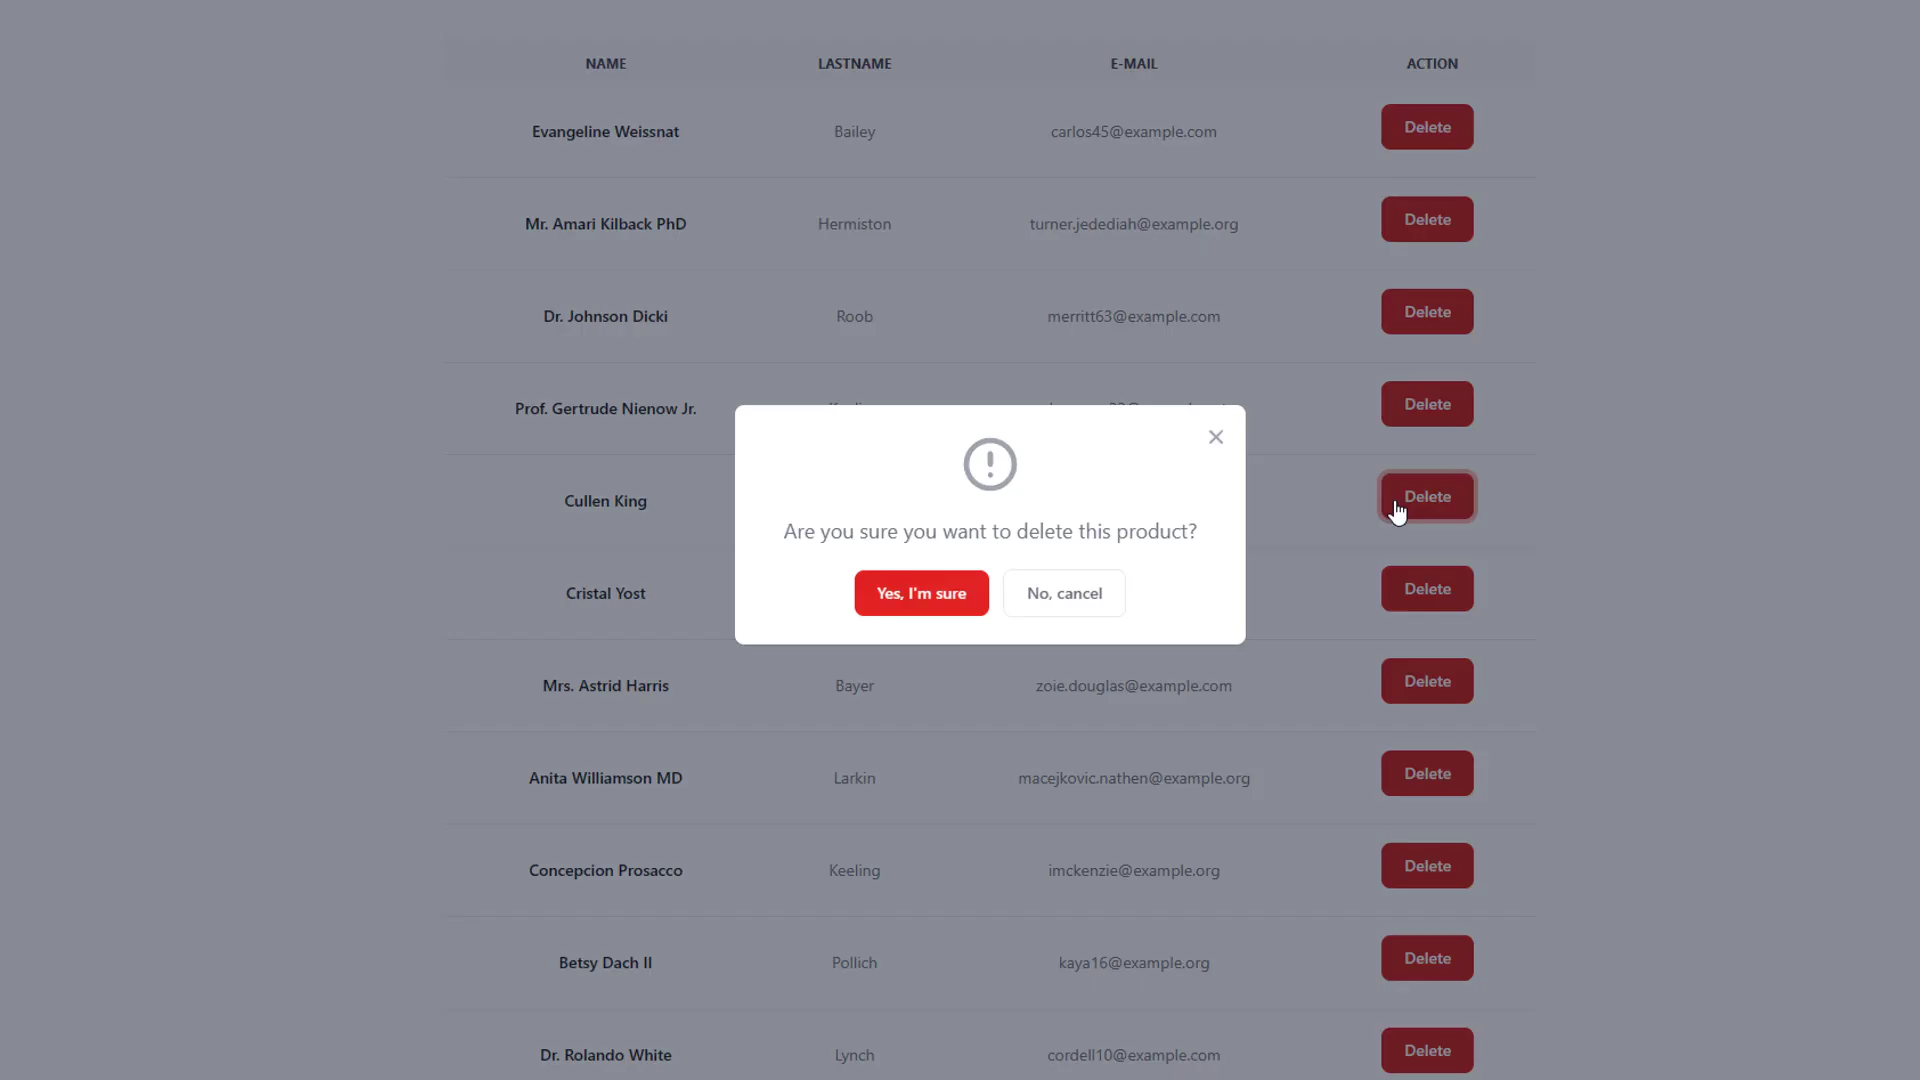 NAME LASTNAME E-MAIL ACTION
Evangeline Weissnat Bailey carlos45@example.com Delete
Mr. Amari Kilback PhD Hermiston turner.jedediah@example.org Delete
Dr. Johnson Dicki Roob merritt63@example.com Delete
Prof. Gertrude Nienow Jr. Delete
Cullen King Delete
Are you sure you want to delete this product?
Yes, I'm sure No, cancel
Cristal Yost Delete
Mrs. Astrid Harris Bayer zoie.douglas@example.com Delete
Anita Williamson MD Larkin macejkovic.nathen@example.org Delete
Concepcion Prosacco Keeling imckenzie@example.org Delete
Betsy Dach II Pollich kaya16@example.org Delete
Dr. Rolando White Lynch cordell10@example.com Delete